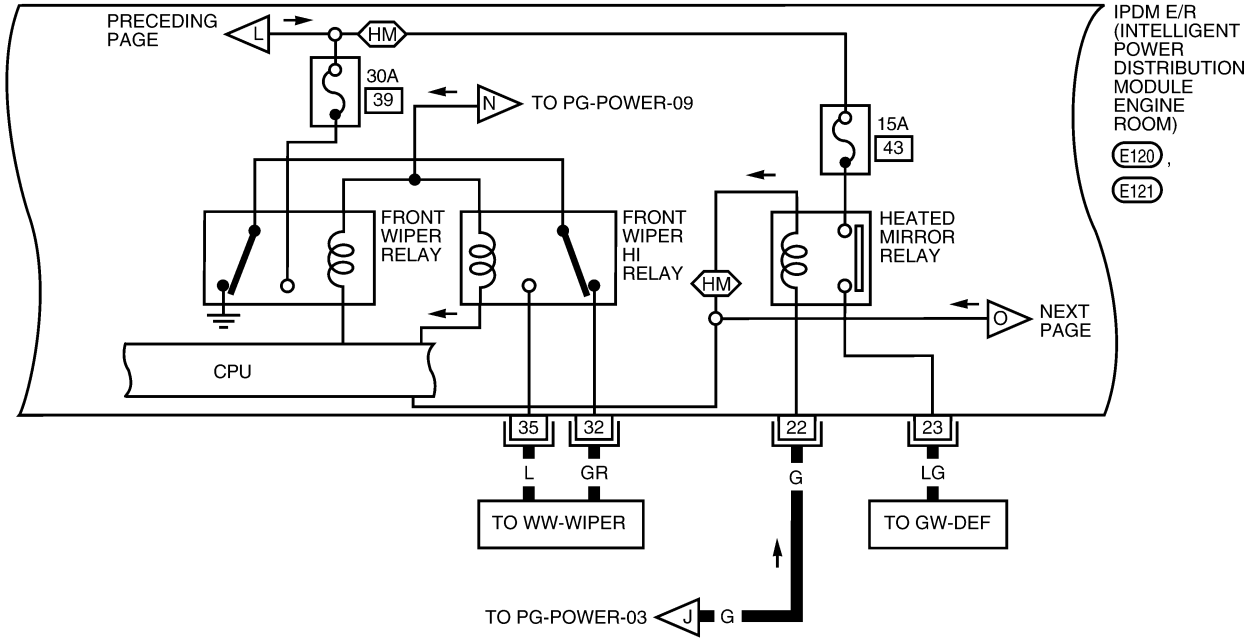 PRECEDING
PAGE
L
HM
30A
39
N
TO PG-POWER-09
15A
43
IPDM E/R
(INTELLIGENT
POWER
DISTRIBUTION
MODULE
ENGINE
ROOM)
E120 ,
E121
FRONT
WIPER
RELAY
FRONT
WIPER
HI
RELAY
HEATED
MIRROR
RELAY
HM
O
NEXT
PAGE
CPU
35
32
22
23
L
GR
G
LG
TO WW-WIPER
TO GW-DEF
TO PG-POWER-03
J
G